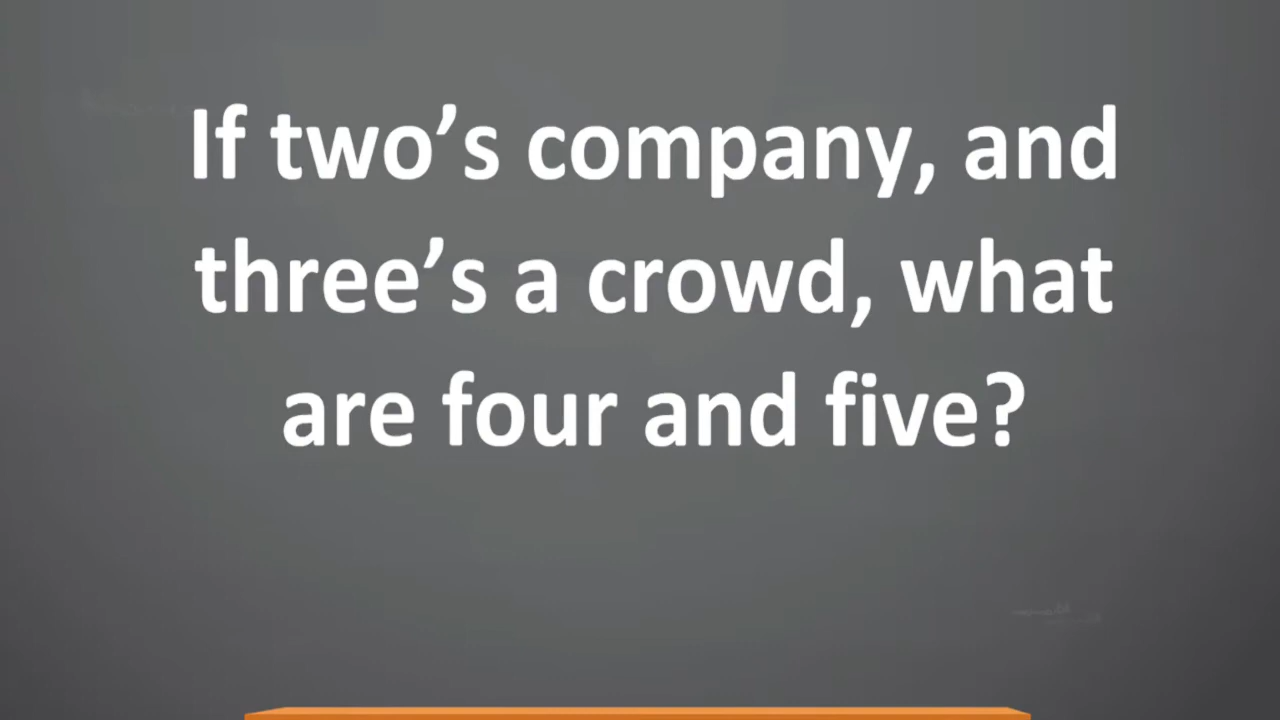 If two’s company, and
three’s a crowd, what
are four and five?